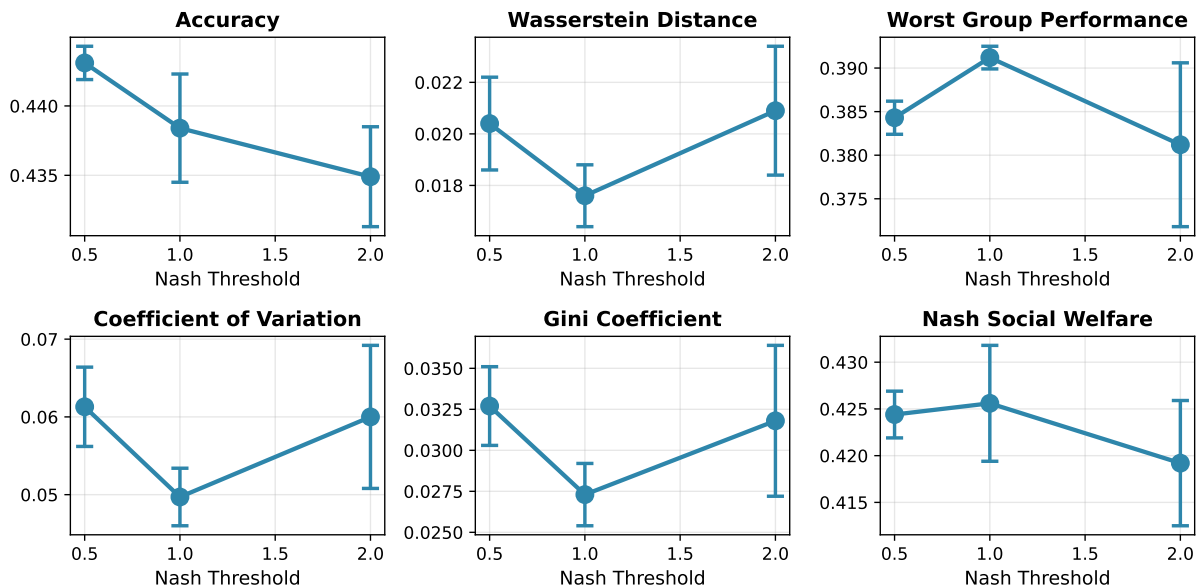 Accuracy
0.440
0.435
0.5 1.0 1.5 2.0
Nash Threshold
Wasserstein Distance
0.022
0.020
0.018
0.5 1.0 1.5 2.0
Nash Threshold
Worst Group Performance
0.390
0.385
0.380
0.375
0.5 1.0 1.5 2.0
Nash Threshold
Coefficient of Variation
0.07
0.06
0.05
0.5 1.0 1.5 2.0
Nash Threshold
Gini Coefficient
0.0350
0.0325
0.0300
0.0275
0.0250
0.5 1.0 1.5 2.0
Nash Threshold
Nash Social Welfare
0.430
0.425
0.420
0.415
0.5 1.0 1.5 2.0
Nash Threshold